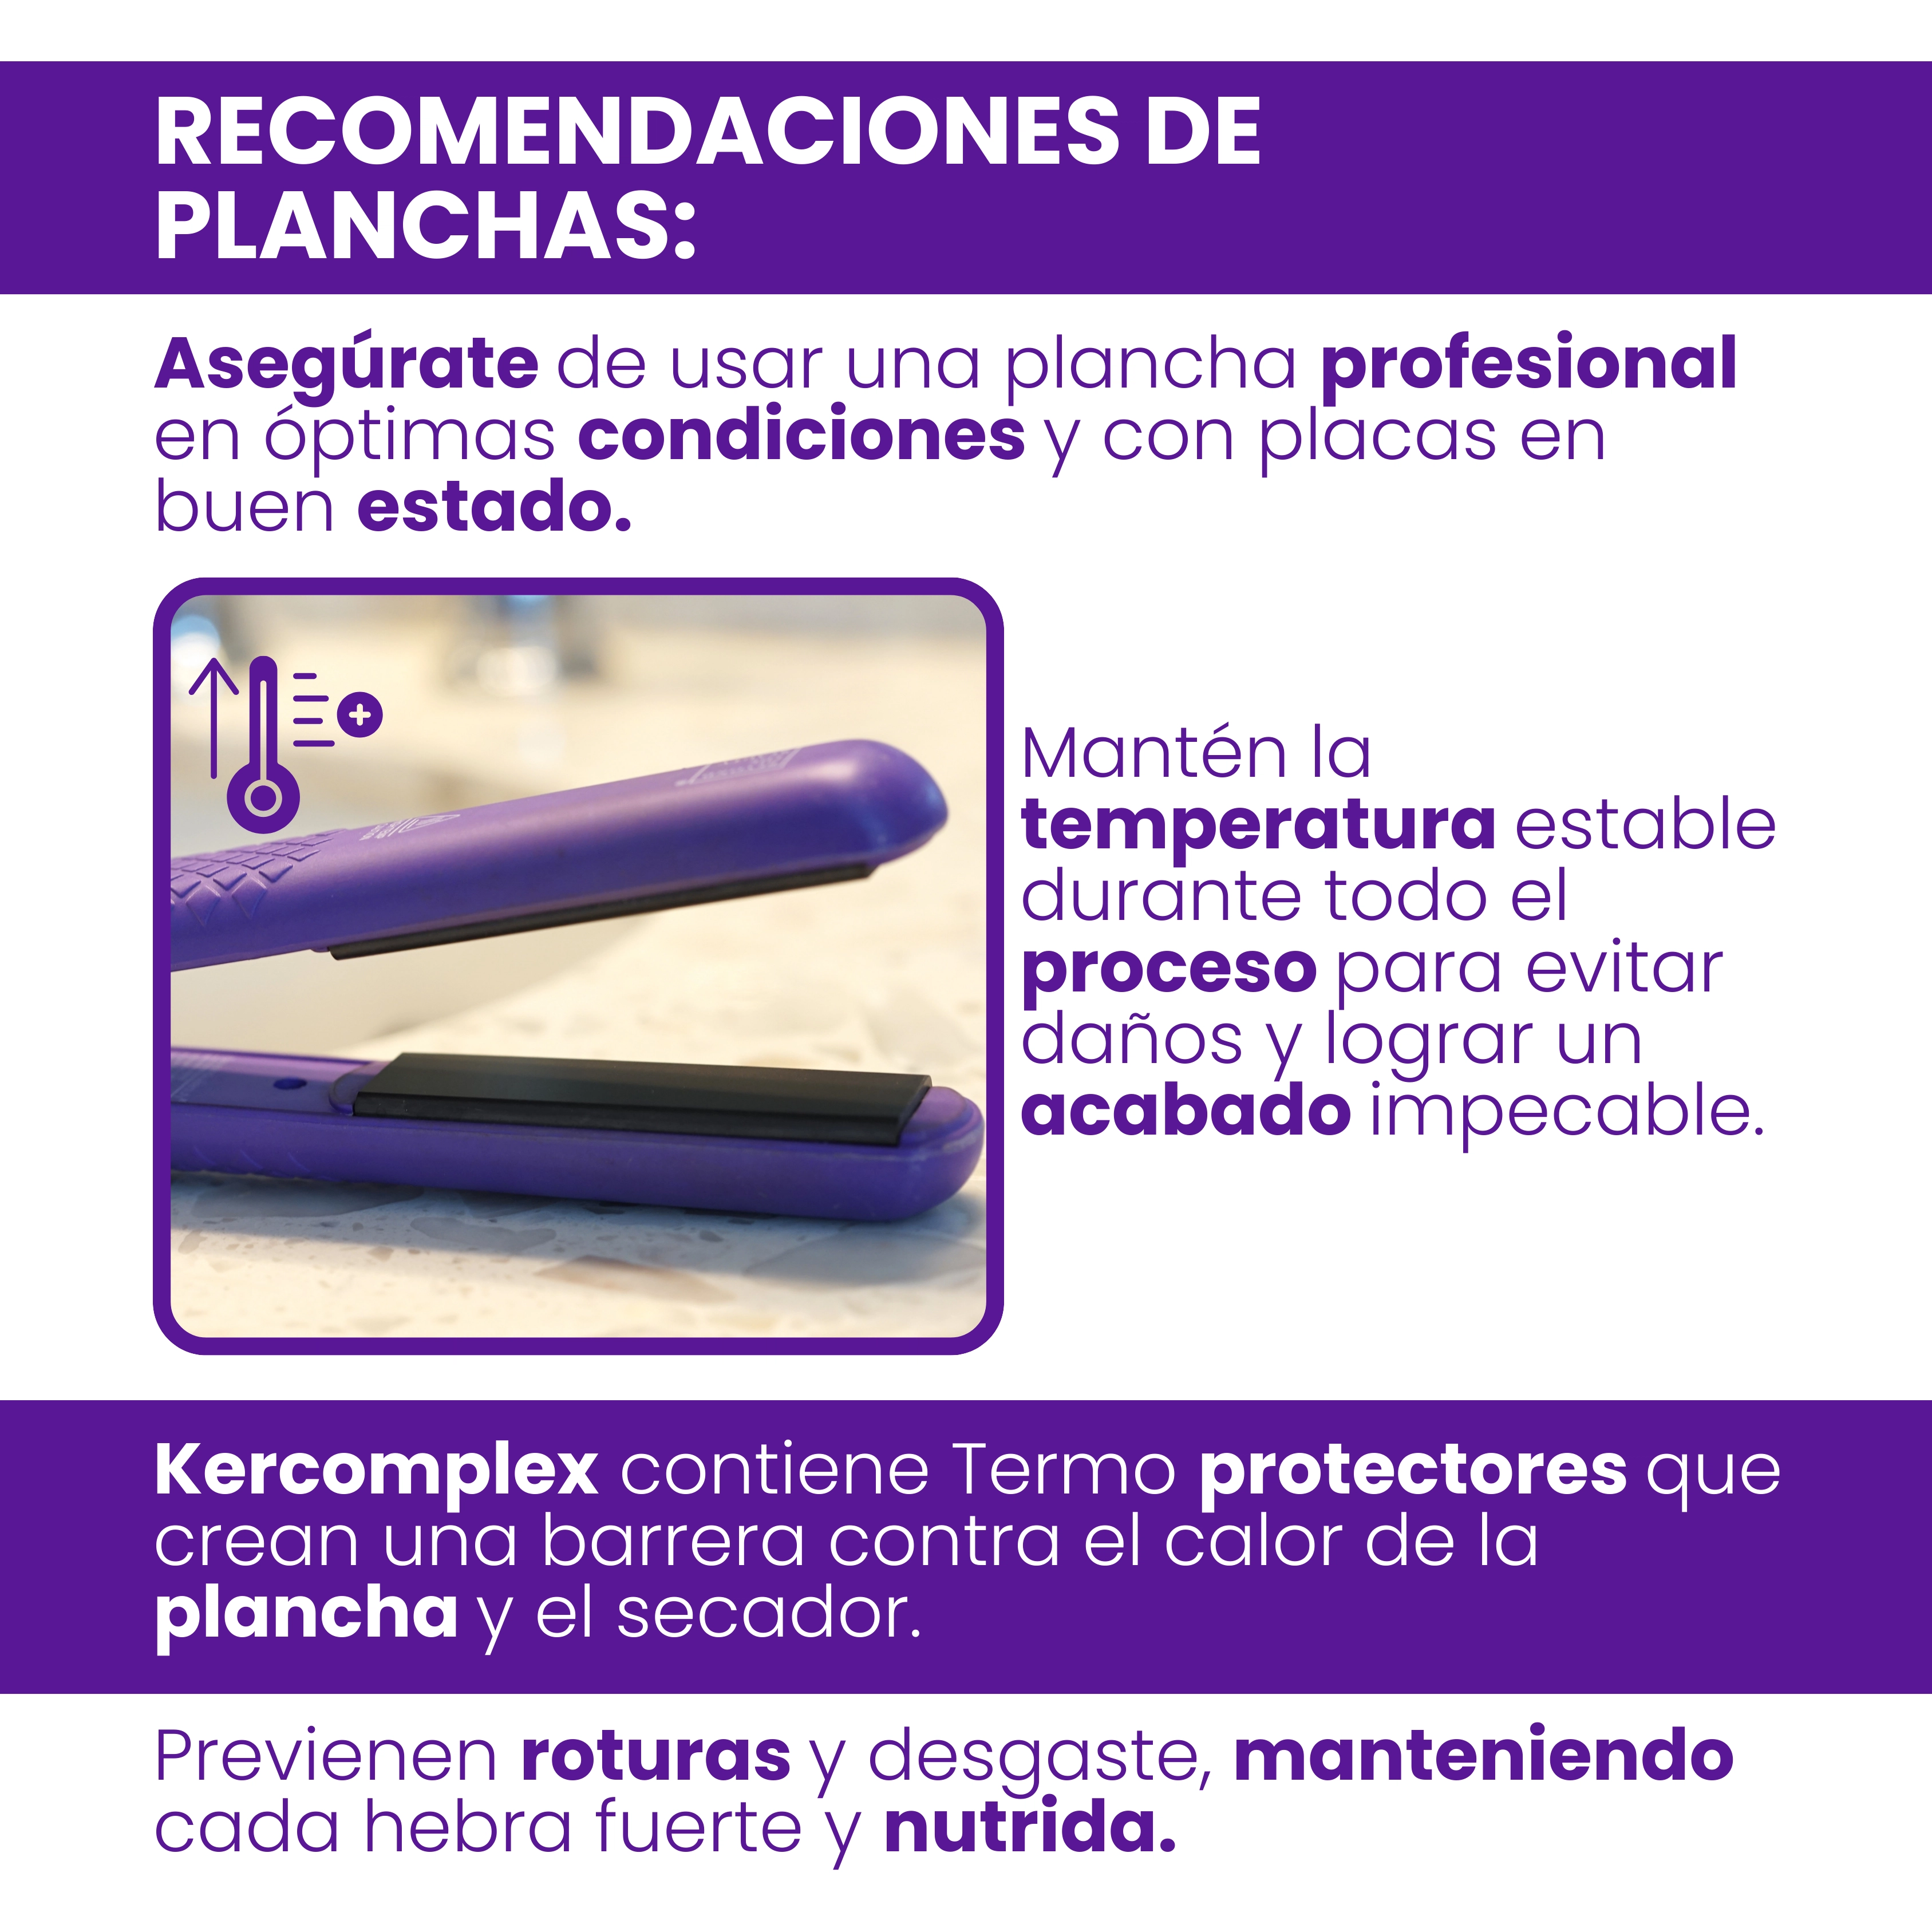 RECOMENDACIONES DE
PLANCHAS:
Asegúrate de usar una plancha profesional
en óptimas condiciones y con placas en
buen estado.
Mantén la
temperatura estable
durante todo el
proceso para evitar
daños y lograr un
acabado impecable.
Kercomplex contiene Termo protectores que
crean una barrera contra el calor de la
plancha y el secador.
Previenen roturas y desgaste, manteniendo
cada hebra fuerte y nutrida.